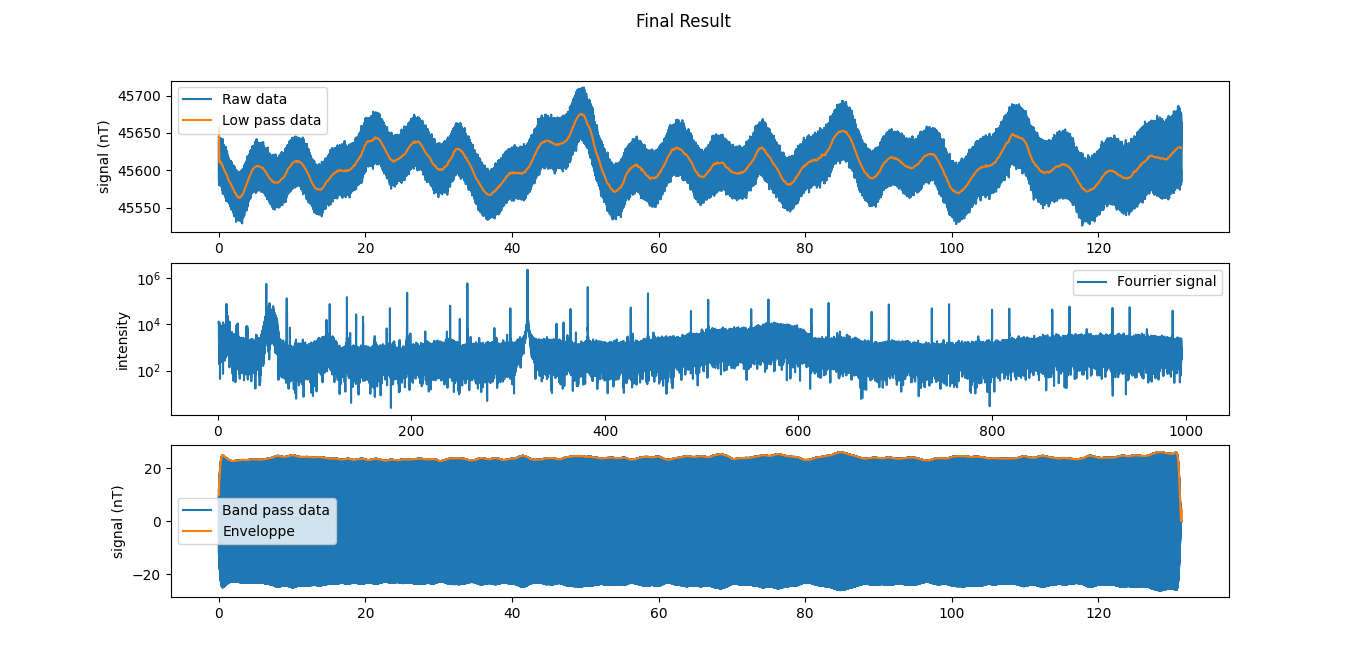 Final Result
45700
45650
45600
45550
signal (nT)
Raw data
Low pass data
0 20 40 60 80 100 120
10^6
10^4
10^2
intensity
Fourrier signal
0 200 400 600 800 1000
20
0
−20
signal (nT)
Band pass data
Enveloppe
0 20 40 60 80 100 120